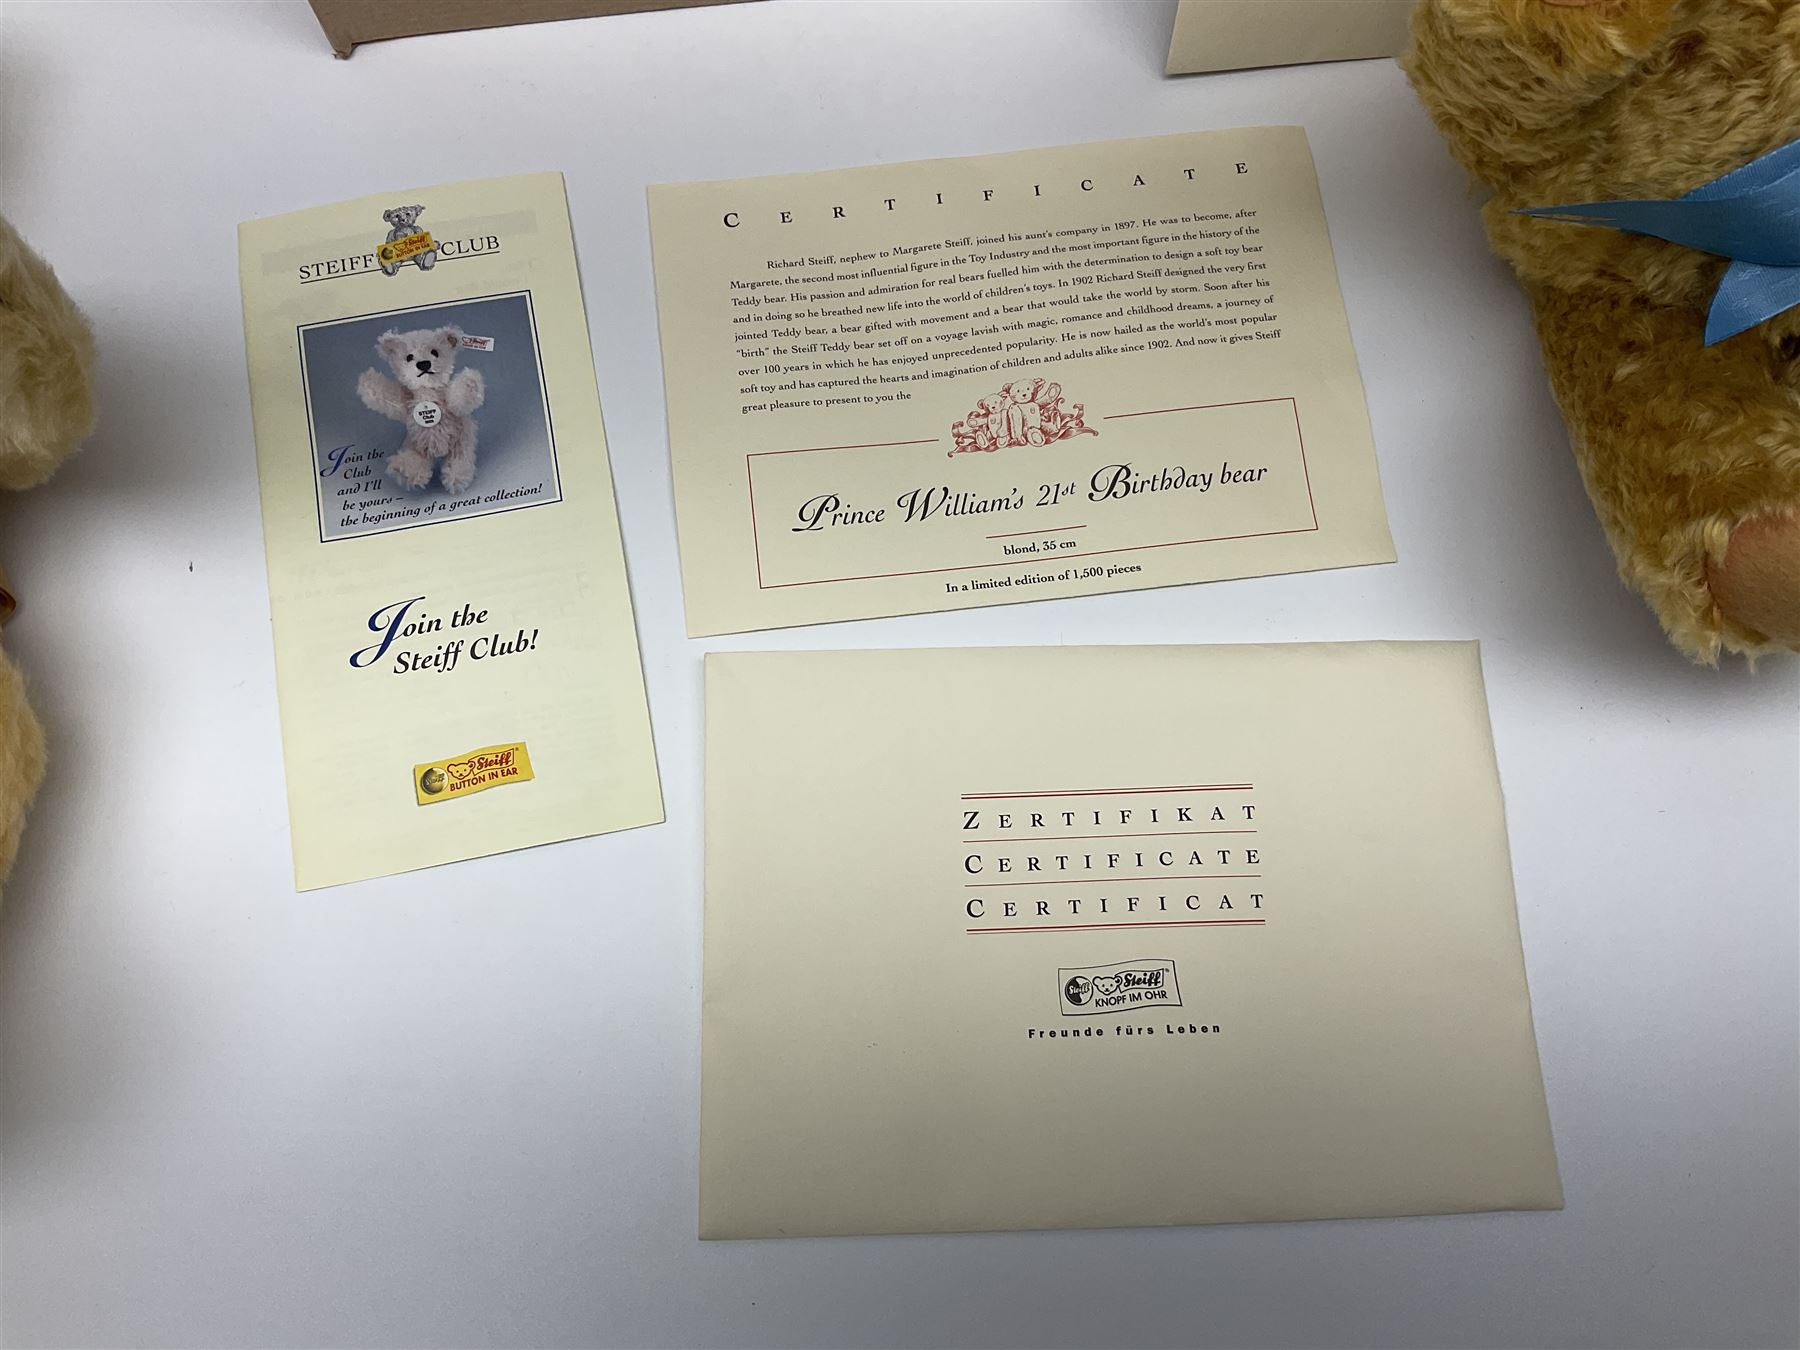 STEIFF CLUB
Steiff
BUTTON IN EAR
STEIFF
Club
Join the
Club
and I'll
be yours –
the beginning of a great collection!
Join the
Steiff Club!
Steiff
BUTTON IN EAR
CERTIFICATE
Richard Steiff, nephew to Margarete Steiff, joined his aunt's company in 1897. He was to become, after
Margarete, the second most influential figure in the Toy Industry and the most important figure in the history of the
Teddy bear. His passion and admiration for real bears fuelled him with the determination to design a soft toy bear
and in doing so he breathed new life into the world of children's toys. In 1902 Richard Steiff designed the very first
jointed Teddy bear, a bear gifted with movement and a bear that would take the world by storm. Soon after his
"birth" the Steiff Teddy bear set off on a voyage lavish with magic, romance and childhood dreams, a journey of
over 100 years in which he has enjoyed unprecedented popularity. He is now hailed as the world's most popular
soft toy and has captured the hearts and imagination of children and adults alike since 1902. And now it gives Steiff
great pleasure to present to you the
Prince William's 21st Birthday bear
blond, 35 cm
In a limited edition of 1,500 pieces
ZERTIFIKAT
CERTIFICATE
CERTIFICAT
Steiff Steiff®
KNOPF IM OHR
Freunde fürs Leben